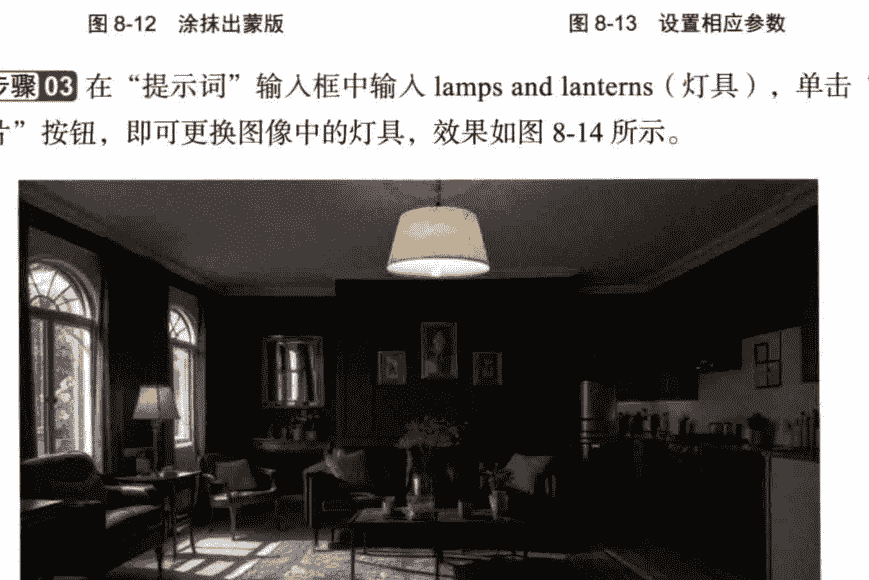 图 8-12 涂抹出蒙版
图 8-13 设置相应参数
步骤 03 在“提示词”输入框中输入 lamps and lanterns（灯具），单击“
片”按钮，即可更换图像中的灯具，效果如图 8-14 所示。